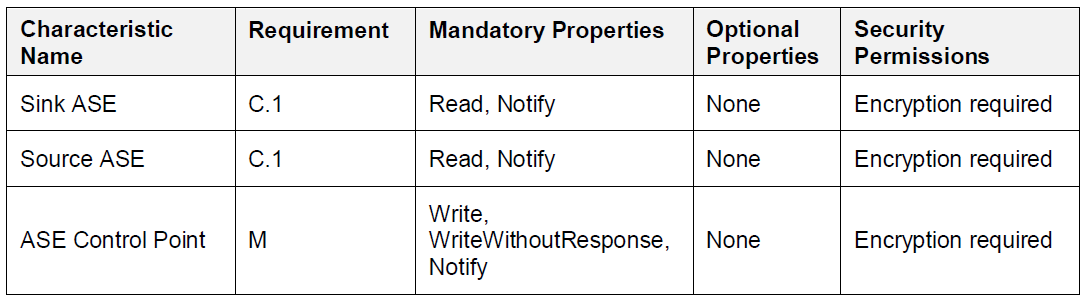 Characteristic Name
Requirement
Mandatory Properties
Optional Properties
Security Permissions
Sink ASE
C.1
Read, Notify
None
Encryption required
Source ASE
C.1
Read, Notify
None
Encryption required
ASE Control Point
M
Write,
WriteWithoutResponse,
Notify
None
Encryption required